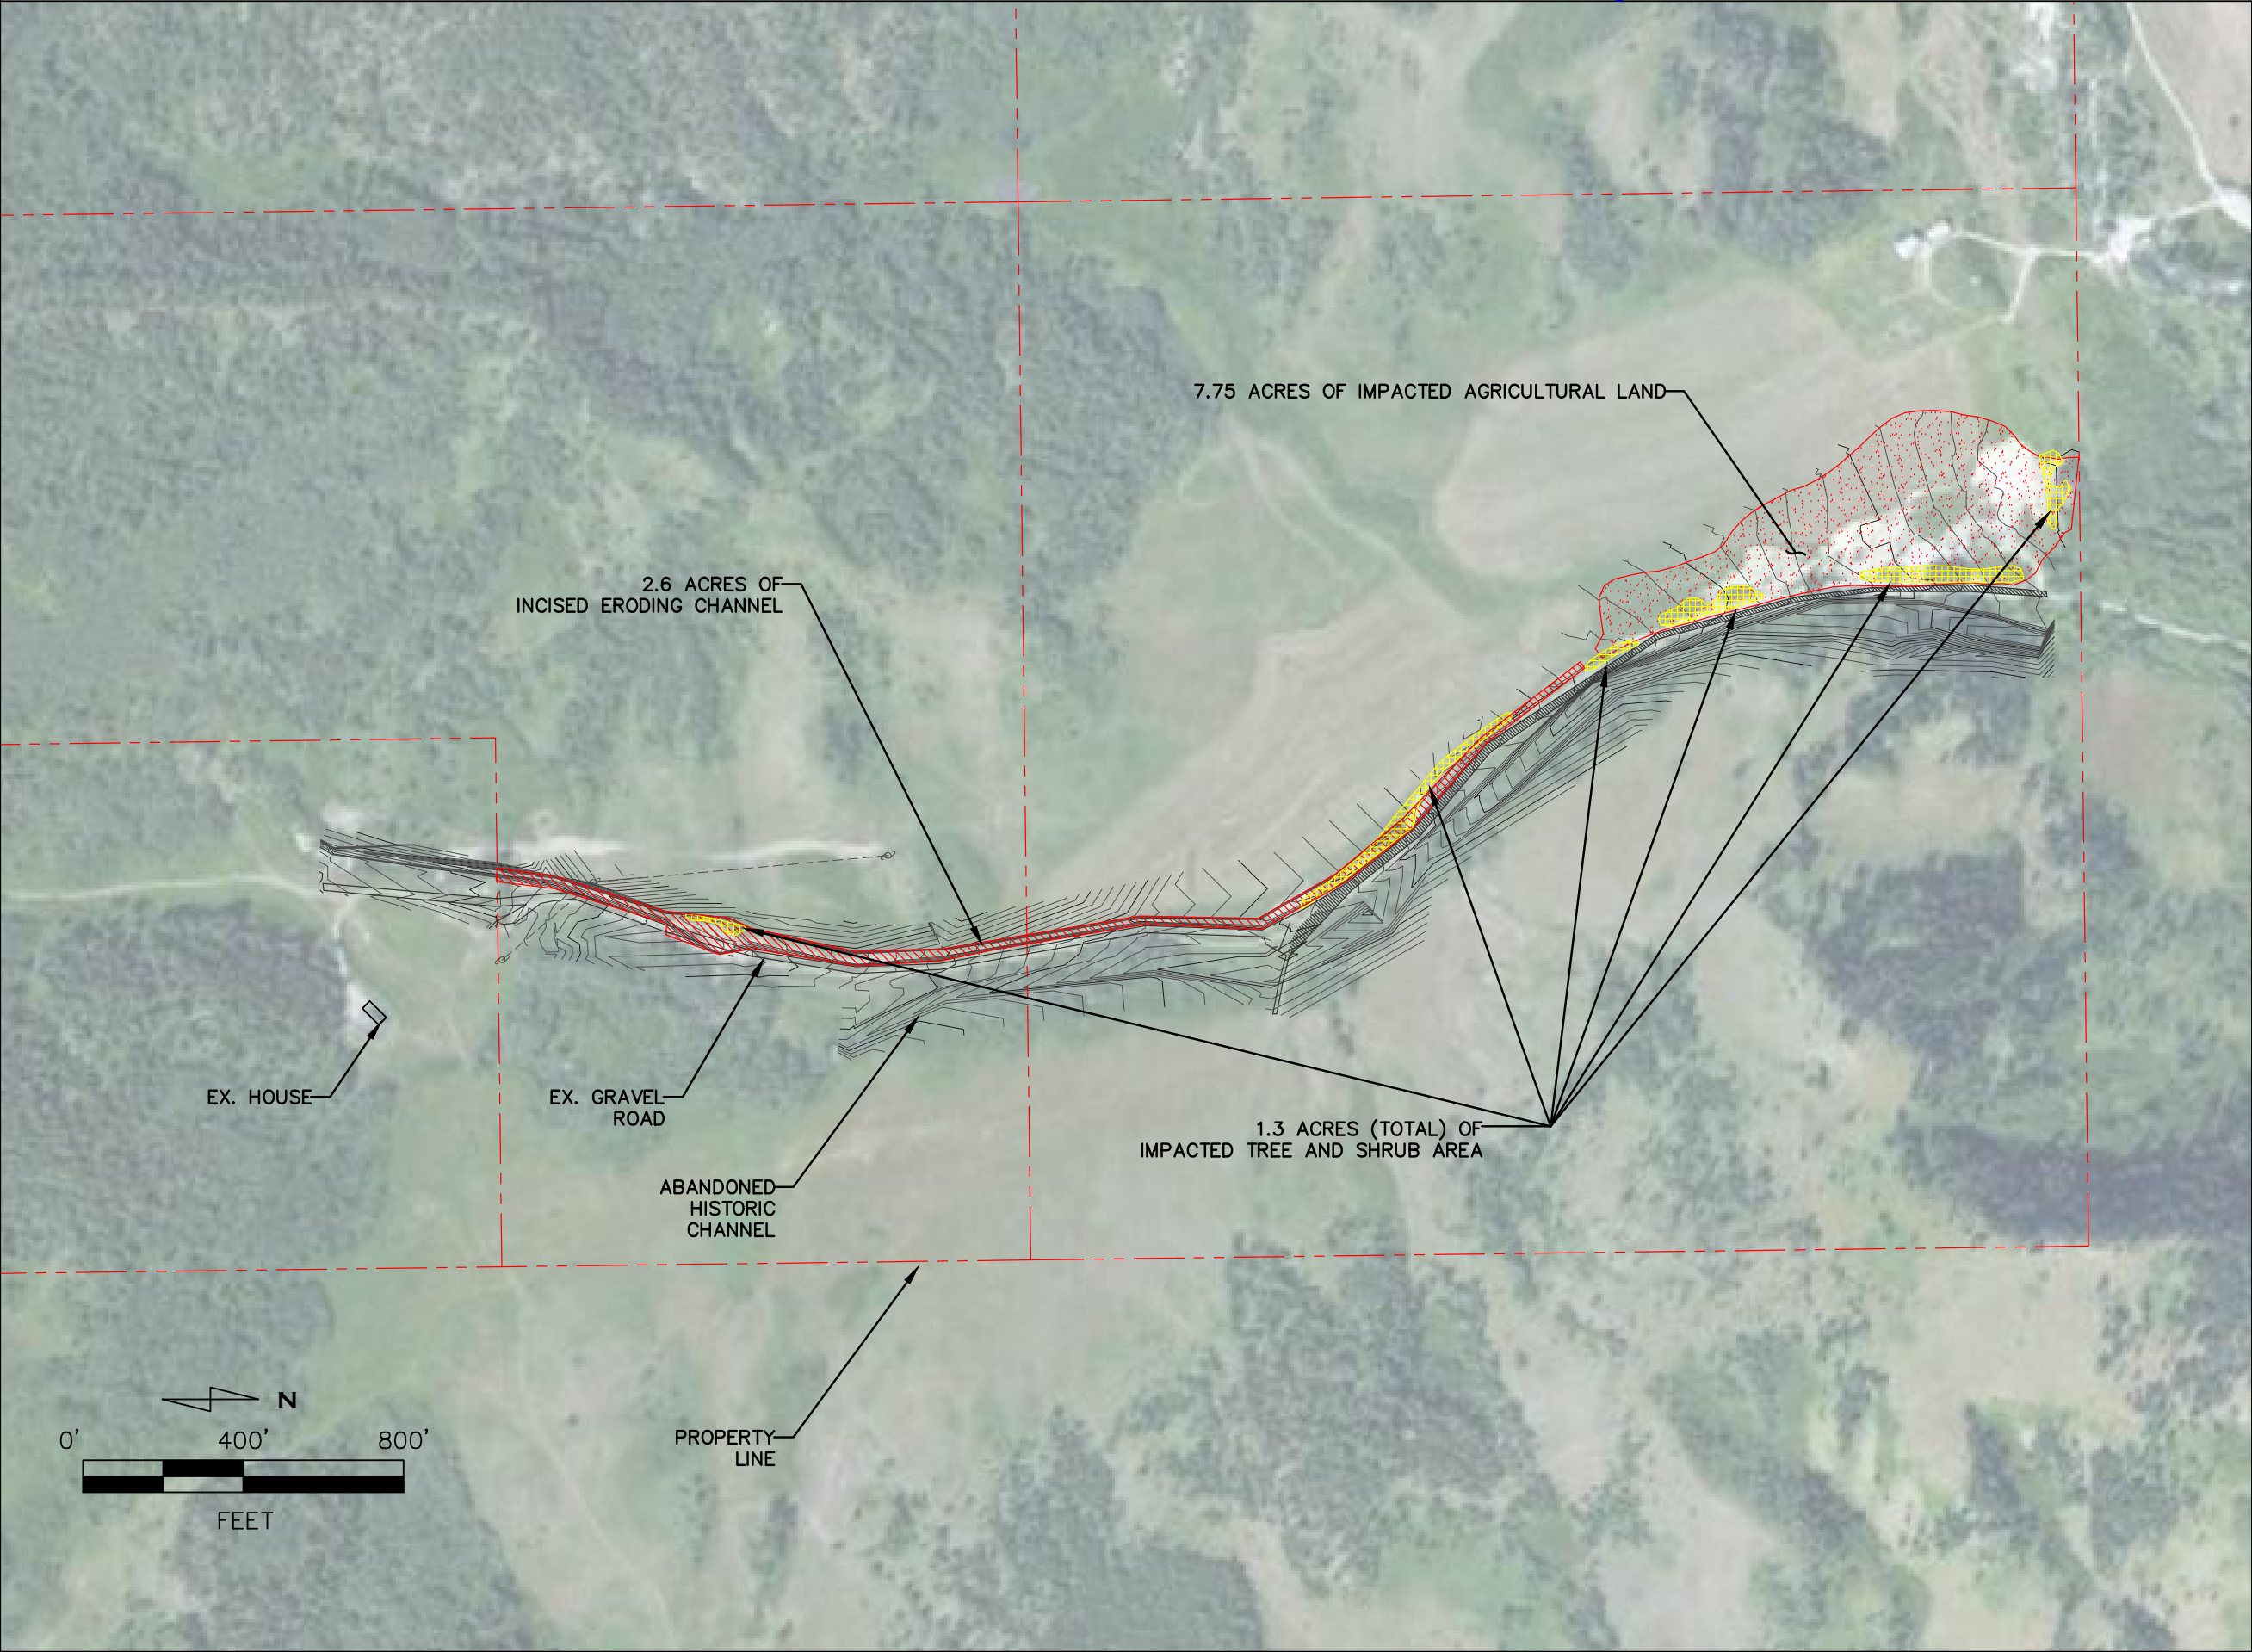 7.75 ACRES OF IMPACTED AGRICULTURAL LAND
2.6 ACRES OF
INCISED ERODING CHANNEL
EX. HOUSE
EX. GRAVEL
ROAD
1.3 ACRES (TOTAL) OF
IMPACTED TREE AND SHRUB AREA
ABANDONED
HISTORIC
CHANNEL
PROPERTY
LINE
N
0' 400' 800'
FEET